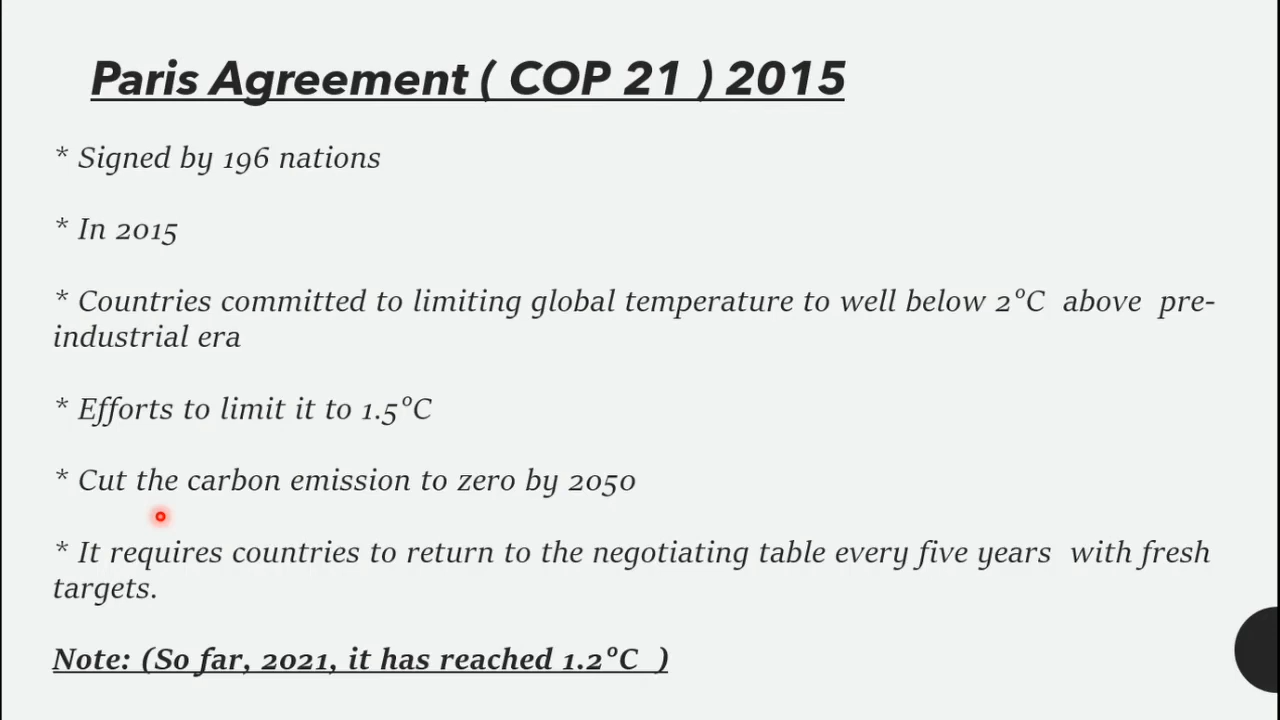 Paris Agreement ( COP 21 ) 2015
* Signed by 196 nations
* In 2015
* Countries committed to limiting global temperature to well below 2°C  above  pre-
industrial era
* Efforts to limit it to 1.5°C
* Cut the carbon emission to zero by 2050
* It requires countries to return to the negotiating table every five years  with fresh
targets.
Note: (So far, 2021, it has reached 1.2°C  )